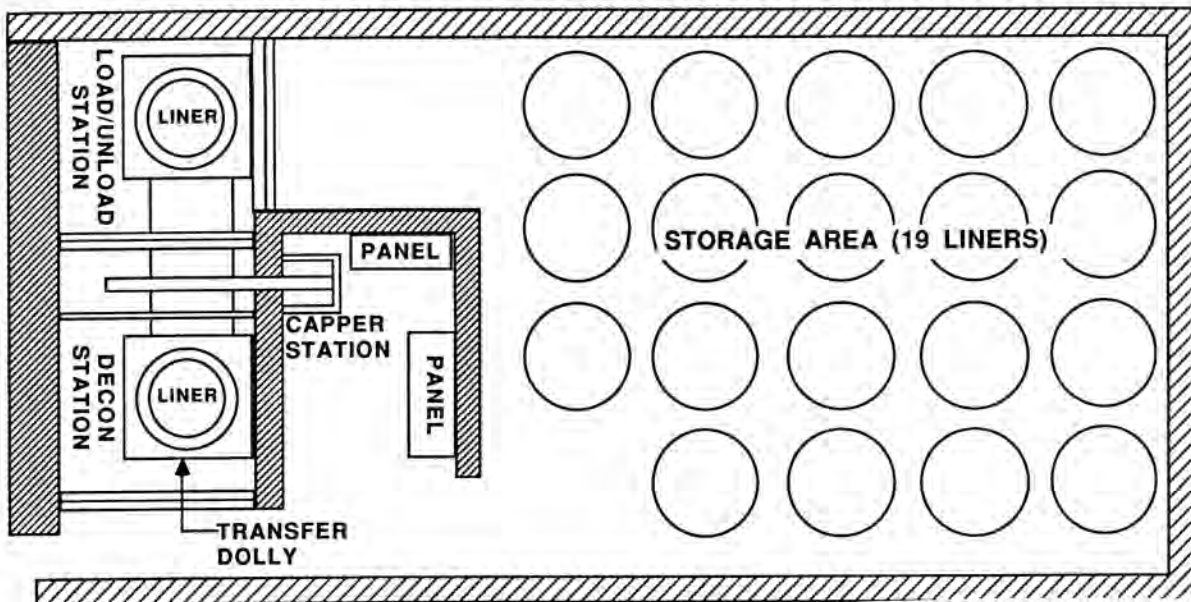 LOAD/UNLOAD
STATION
LINER
PANEL
STORAGE AREA (19 LINERS)
CAPPER
STATION
PANEL
DECON
STATION
LINER
TRANSFER
DOLLY